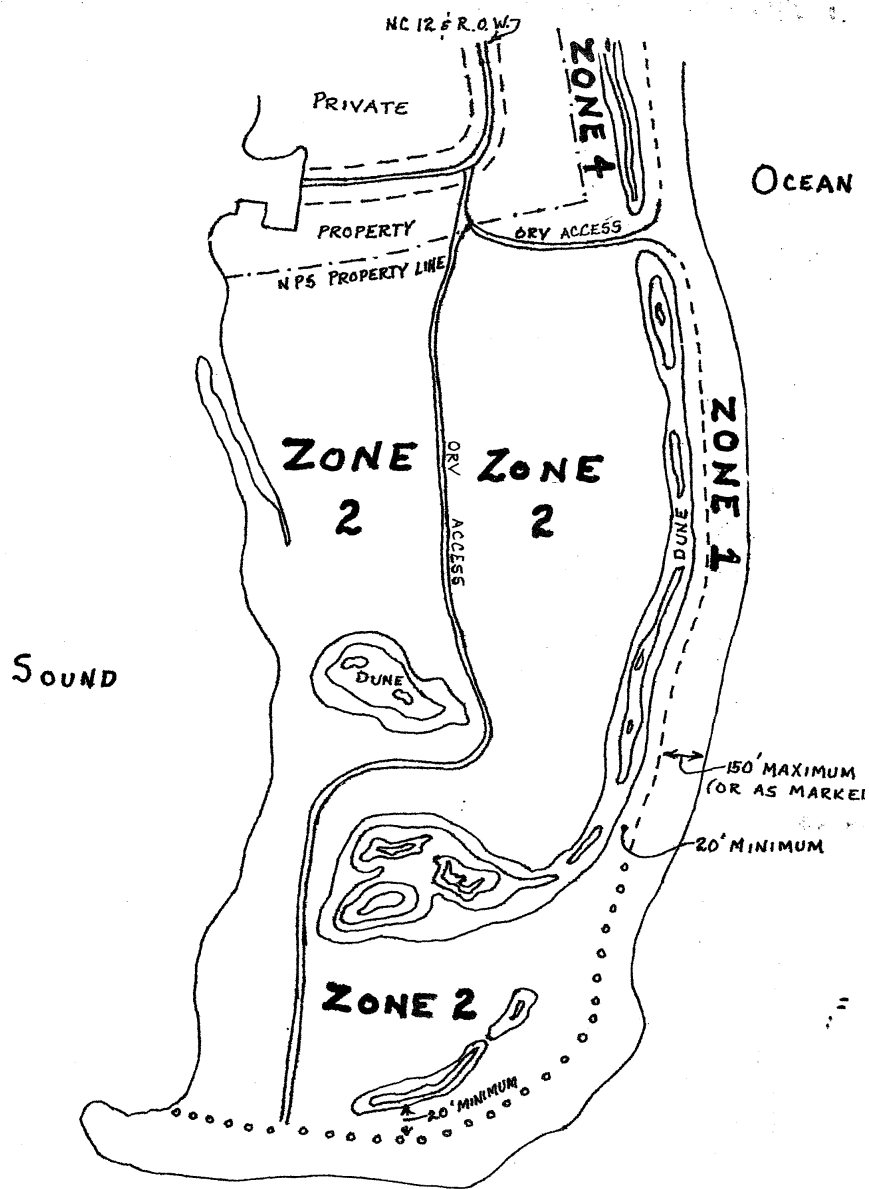 NC 12 & R.O.W.
PRIVATE
ZONE 4
OCEAN
PROPERTY
ORV ACCESS
NPS PROPERTY LINE
ZONE 1
ZONE
2
ORV ACCESS
ZONE
2
DUNE
SOUND
DUNE
150' MAXIMUM
(OR AS MARKE
20' MINIMUM
ZONE 2
20' MINIMUM